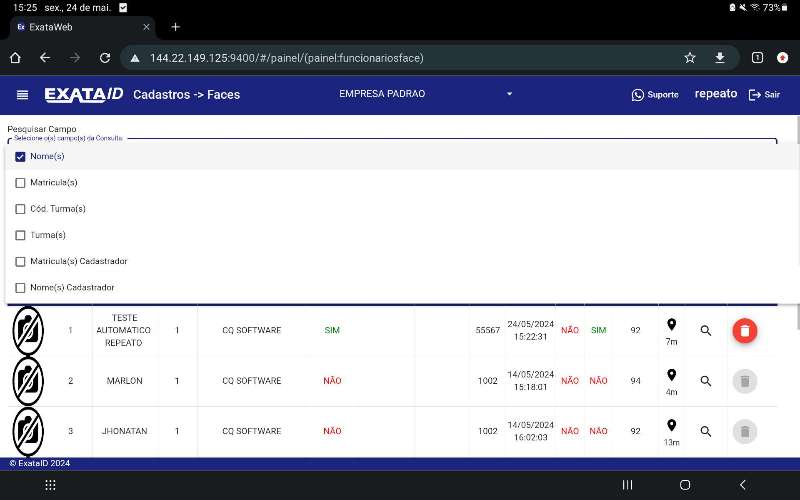 15:25 sex., 24 de mai.
73%
Ex ExataWeb
144.22.149.125:9400/#/painel/(painel:funcionariosface)
1
EXATAID Cadastros -> Faces EMPRESA PADRAO Suporte repeato Sair
Pesquisar Campo
Selecione o(s) campo(s) da Consulta
Nome(s)
Matricula(s)
Cód. Turma(s)
Turma(s)
Matricula(s) Cadastrador
Nome(s) Cadastrador
1 TESTE AUTOMATICO REPEATO 1 CQ SOFTWARE SIM 55567 24/05/2024 15:22:31 NÃO SIM 92 7m
2 MARLON 1 CQ SOFTWARE NÃO 1002 14/05/2024 15:18:01 NÃO NÃO 94 4m
3 JHONATAN 1 CQ SOFTWARE NÃO 1002 14/05/2024 16:02:03 NÃO NÃO 92 13m
© ExataID 2024